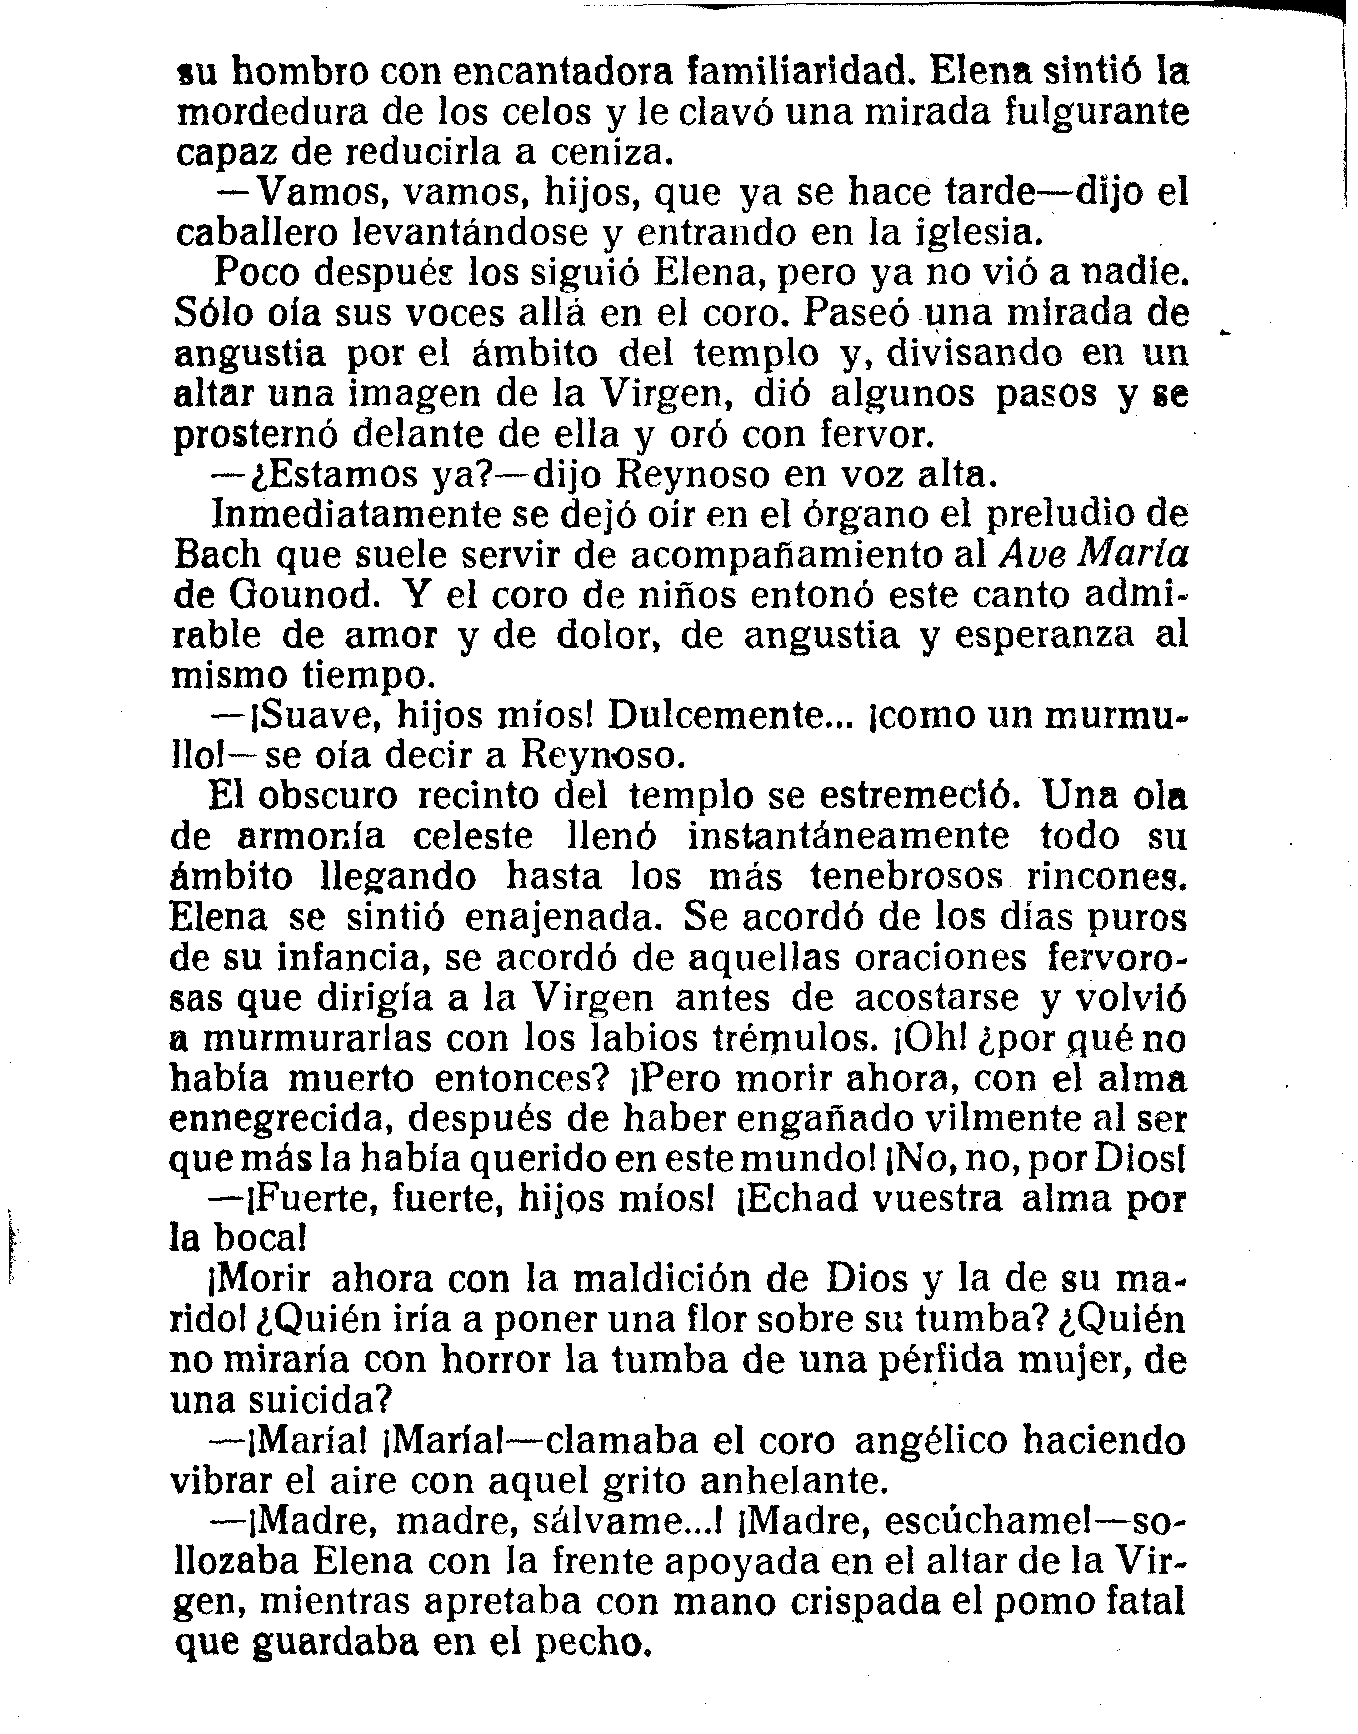 su hombro con encantadora familiaridad. Elena sintió la
mordedura de los celos y le clavó una mirada fulgurante
capaz de reducirla a ceniza.
—Vamos, vamos, hijos, que ya se hace tarde—dijo el
caballero levantándose y entrando en la iglesia.
Poco después los siguió Elena, pero ya no vió a nadie.
Sólo oía sus voces allá en el coro. Paseó una mirada de
angustia por el ámbito del templo y, divisando en un
altar una imagen de la Virgen, dió algunos pasos y se
prosternó delante de ella y oró con fervor.
—¿Estamos ya?—dijo Reynoso en voz alta.
Inmediatamente se dejó oir en el órgano el preludio de
Bach que suele servir de acompañamiento al Ave María
de Gounod. Y el coro de niños entonó este canto admi-
rable de amor y de dolor, de angustia y esperanza al
mismo tiempo.
—¡Suave, hijos míos! Dulcemente... ¡como un murmu-
llo!—se oía decir a Reynoso.
El obscuro recinto del templo se estremeció. Una ola
de armonía celeste llenó instantáneamente todo su
ámbito llegando hasta los más tenebrosos rincones.
Elena se sintió enajenada. Se acordó de los días puros
de su infancia, se acordó de aquellas oraciones fervoro-
sas que dirigía a la Virgen antes de acostarse y volvió
a murmurarlas con los labios trémulos. ¡Oh! ¿por qué no
había muerto entonces? ¡Pero morir ahora, con el alma
ennegrecida, después de haber engañado vilmente al ser
que más la había querido en este mundo! ¡No, no, por Dios!
—¡Fuerte, fuerte, hijos míos! ¡Echad vuestra alma por
la boca!
¡Morir ahora con la maldición de Dios y la de su ma-
rido! ¿Quién iría a poner una flor sobre su tumba? ¿Quién
no miraría con horror la tumba de una pérfida mujer, de
una suicida?
—¡María! ¡María!—clamaba el coro angélico haciendo
vibrar el aire con aquel grito anhelante.
—¡Madre, madre, sálvame...! ¡Madre, escúchame!—so-
llozaba Elena con la frente apoyada en el altar de la Vir-
gen, mientras apretaba con mano crispada el pomo fatal
que guardaba en el pecho.